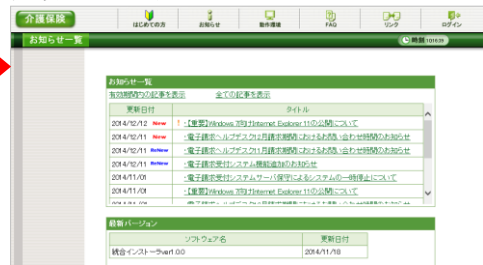 介護保険
はじめての方
お知らせ
動作環境
FAQ
リンク
ログイン
お知らせ一覧
時刻 10:16:39
お知らせ一覧
有効期間内の記事を表示 全ての記事を表示
更新日付 タイトル
2014/12/12 New ! ・【重要】Windows 7向けInternet Explorer 11の公開について
2014/12/11 New ・電子請求ヘルプデスク12月請求期間におけるお問い合わせ時間のお知らせ
2014/12/11 ReNew ・電子請求ヘルプデスク1月請求期間におけるお問い合わせ時間のお知らせ
2014/12/11 ReNew ・電子請求受付システム機能追加のお知らせ
2014/11/01 ・電子請求受付システムサーバ保守によるシステムの一時停止について
2014/11/01 ・【重要】Windows 7向けInternet Explorer 11の公開について
最新バージョン
ソフトウェア名 更新日付
統合インストーラver1.0.0 2014/11/18